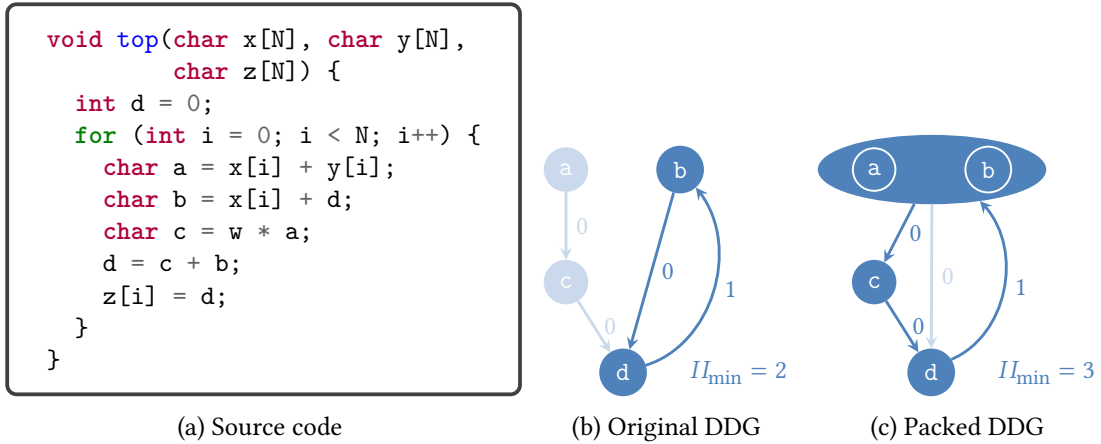 void top(char x[N], char y[N],
char z[N]) {
int d = 0;
for (int i = 0; i < N; i++) {
char a = x[i] + y[i];
char b = x[i] + d;
char c = w * a;
d = c + b;
z[i] = d;
}
}
(a) Source code
a
b
0
0
c
1
0
d
II_min = 2
(b) Original DDG
a
b
0
c
0
1
0
d
II_min = 3
(c) Packed DDG